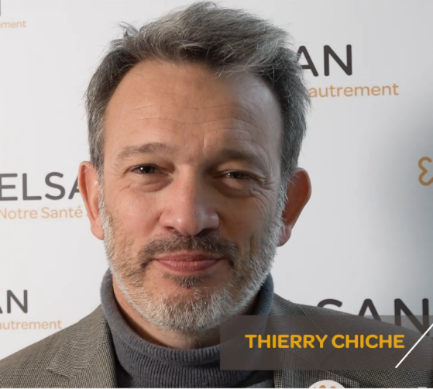 ment
AN
autrement
ELSA
Notre Santé
AN
autrement
SAN
THIERRY CHICHE